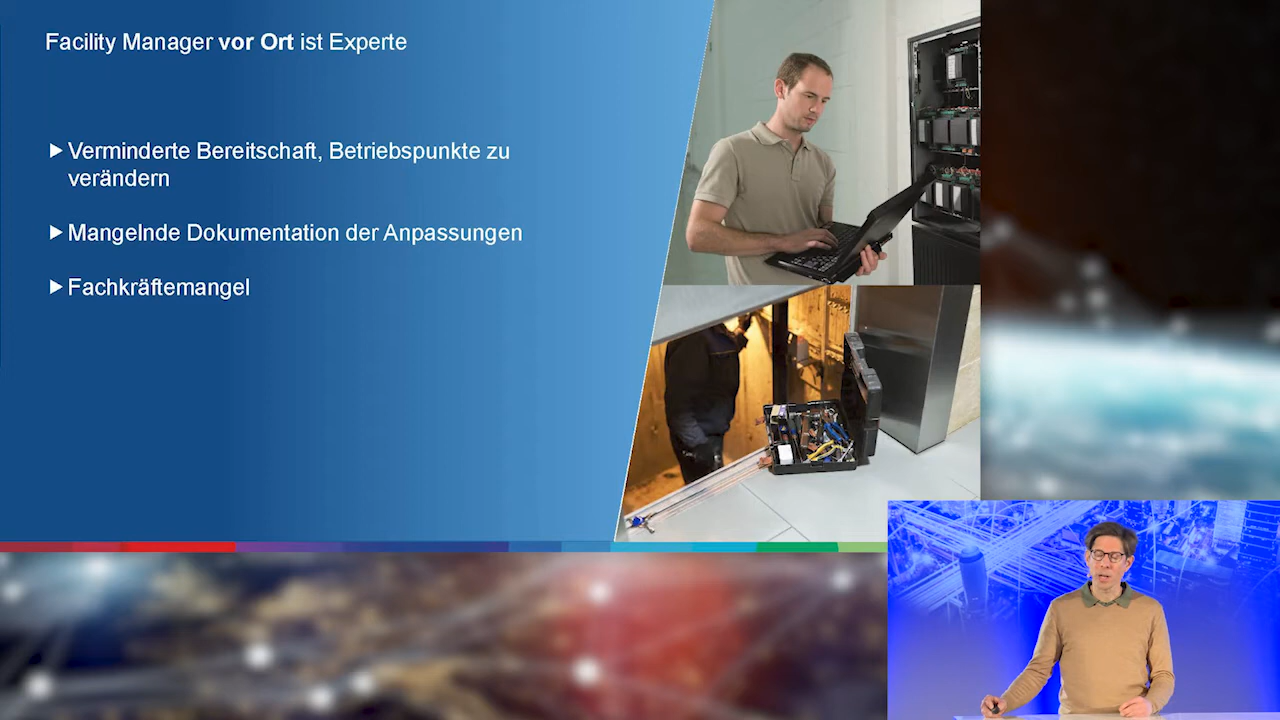 Facility Manager vor Ort ist Experte
Verminderte Bereitschaft, Betriebspunkte zu
verändern
Mangelnde Dokumentation der Anpassungen
Fachkräftemangel